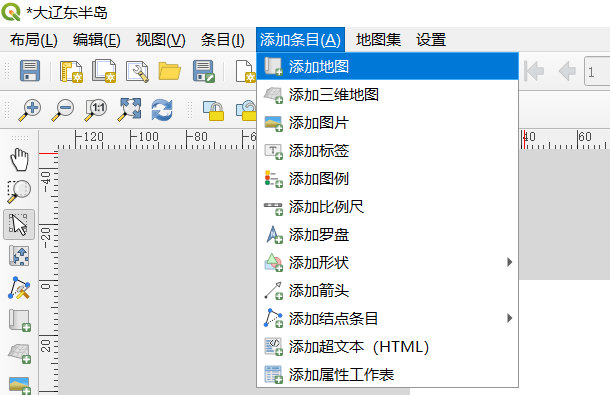 *大辽东半岛
布局(L) 编辑(E) 视图(V) 条目(I) 添加条目(A) 地图集 设置
添加地图
1
添加三维地图
1:1
添加图片
-120 -100 -80 40 60
添加标签
-40
添加图例
添加比例尺
-20
添加罗盘
添加形状
0
添加箭头
添加结点条目
20
添加超文本（HTML）
添加属性工作表